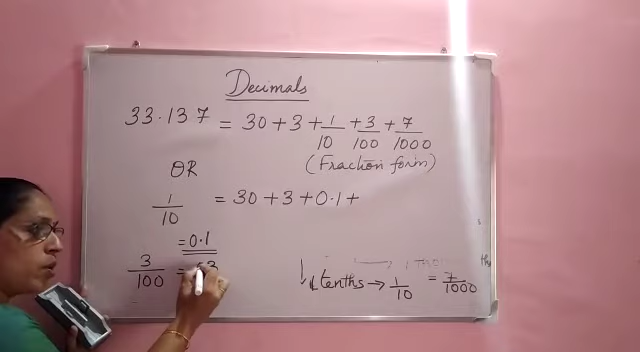 Decimals
33.137 = 30 + 3 + 1/10 + 3/100 + 7/1000
(Fraction form)
OR
1/10 = 30 + 3 + 0.1 +
= 0.1
3/100 =
tenths → 1/10 = 7/1000